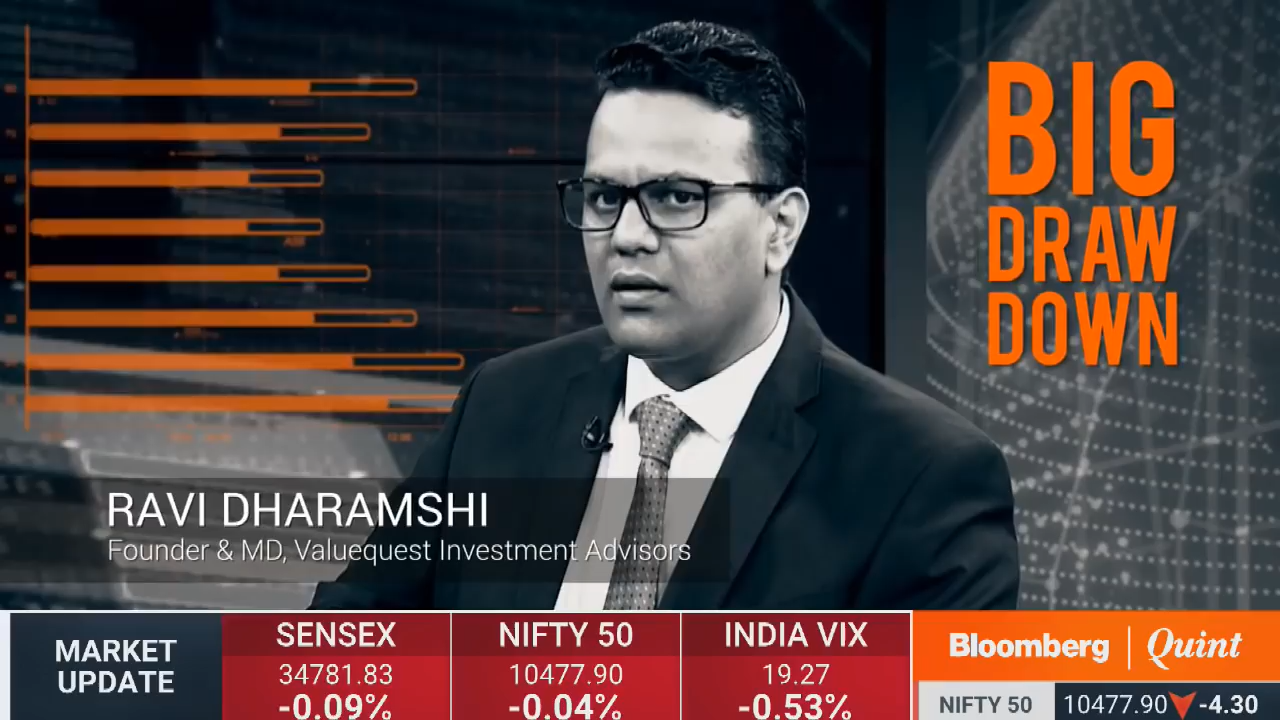 BIG
DRAW
DOWN
RAVI DHARAMSHI
Founder & MD, Valuequest Investment Advisors
MARKET
UPDATE
SENSEX
34781.83
-0.09%
NIFTY 50
10477.90
-0.04%
INDIA VIX
19.27
-0.53%
Bloomberg | Quint
NIFTY 50 10477.90 -4.30